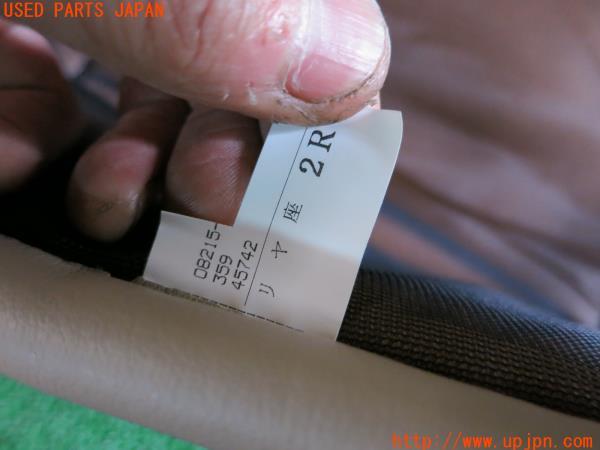 USED PARTS JAPAN
リヤ座 2R
08215-
359
45742
http://www.upjpn.com